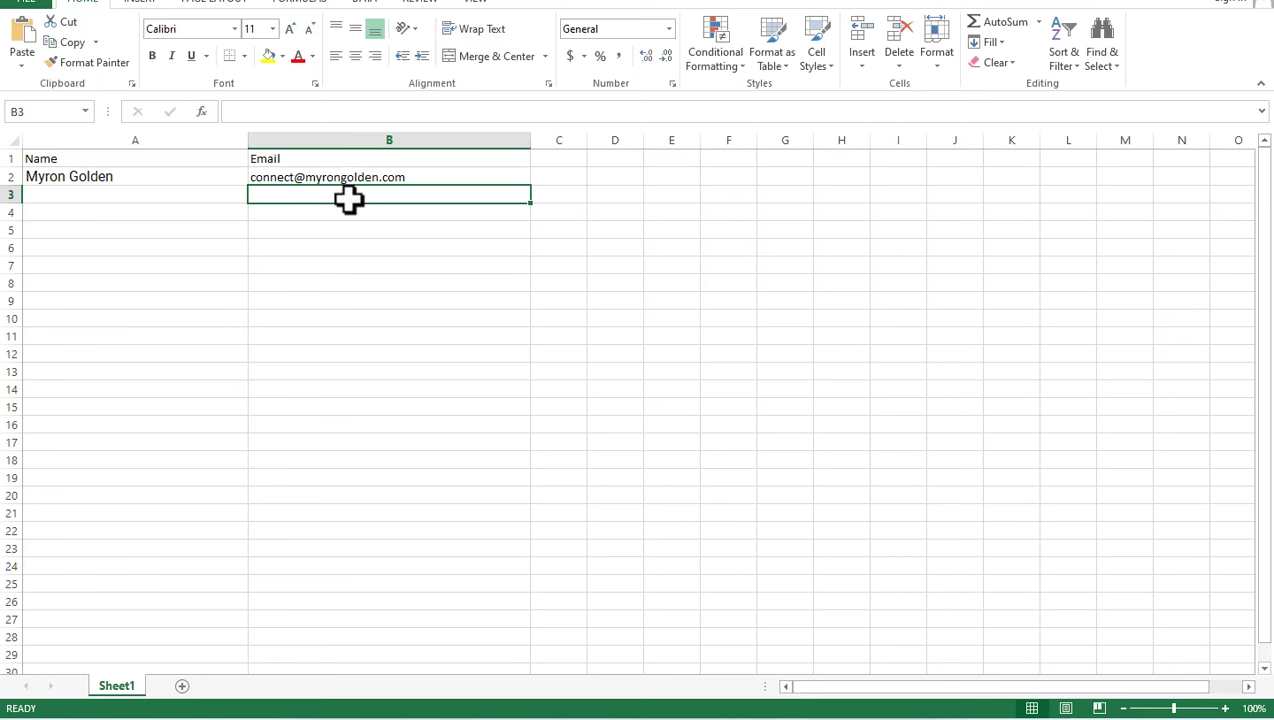 FILE HOME INSERT PAGE LAYOUT FORMULAS DATA REVIEW VIEW Sign in
Cut Calibri 11 Wrap Text General AutoSum
Copy Fill
Paste Format Painter B I U A Merge & Center $ % , Conditional Formatting Format as Table Cell Styles Insert Delete Format Clear Sort & Filter Find & Select
Clipboard Font Alignment Number Styles Cells Editing
B3 fx
A B C D E F G H I J K L M N O
1 Name Email
2 Myron Golden connect@myrongolden.com
3
4
5
6
7
8
9
10
11
12
13
14
15
16
17
18
19
20
21
22
23
24
25
26
27
28
29
30
Sheet1
READY 100%